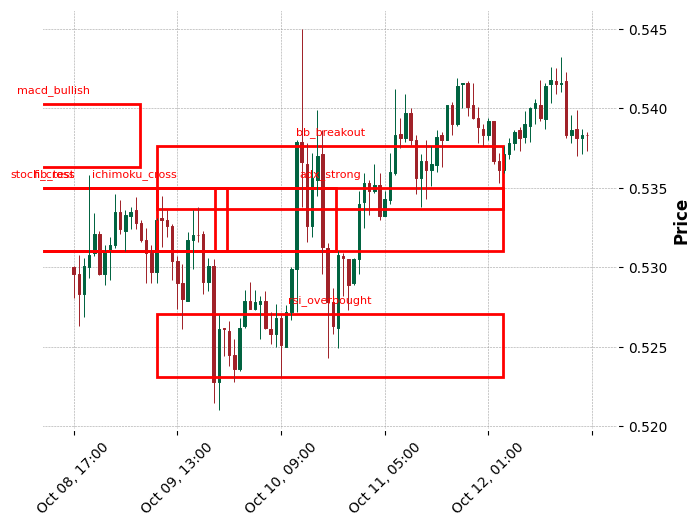 0.545
macd_bullish
0.540
bb_breakout
ichimoku_cross
adx_strong
0.535
Price
0.530
rsi_overbought
0.525
0.520
Oct 08, 17:00
Oct 09, 13:00
Oct 10, 09:00
Oct 11, 05:00
Oct 12, 01:00